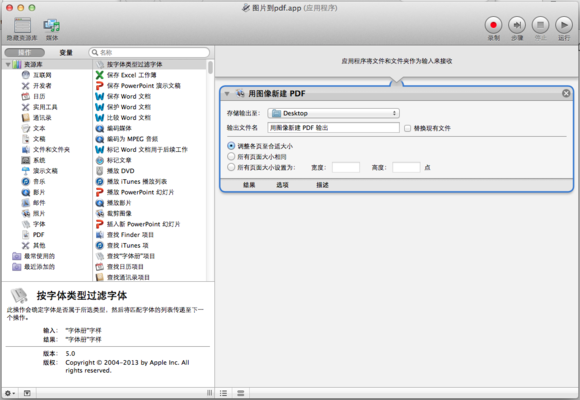 图片到pdf.app (应用程序)
隐藏资源库
媒体
录制
步骤
停止
运行
操作
变量
名称
资源库
互联网
开发者
日历
实用工具
通讯录
文本
文稿
文件和文件夹
系统
演示文稿
音乐
影片
邮件
照片
字体
PDF
其他
最常使用的
最近添加的
按字体类型过滤字体
保存 Excel 工作簿
保存 PowerPoint 演示文稿
保存 Word 文稿
保护 Word 文稿
比较 Word 文稿
编码媒体
编码为 MPEG 音频
标记 Word 文稿用于后续工作
标记文章
播放 DVD
播放 iTunes 播放列表
播放 PowerPoint 幻灯片
播放影片
裁剪图像
插入新 PowerPoint 幻灯片
查找 Finder 项目
查找 iTunes 项
查找“字体册”项目
查找日历项目
查找通讯录项目
按字体类型过滤字体
此操作会确定字体是否属于所选类型，然后将匹配字体的列表传递至下一
个操作。
输入： “字体册”字样
结果： “字体册”字样
版本： 5.0
版权： Copyright © 2004–2013 by Apple Inc. All
rights reserved.
应用程序将文件和文件夹作为输入来接收
用图像新建 PDF
存储输出至： Desktop
输出文件名 用图像新建 PDF 输出 替换现有文件
调整各页至合适大小
所有页面大小相同
所有页面大小设置为： 宽度： 高度： 点
结果 选项 描述